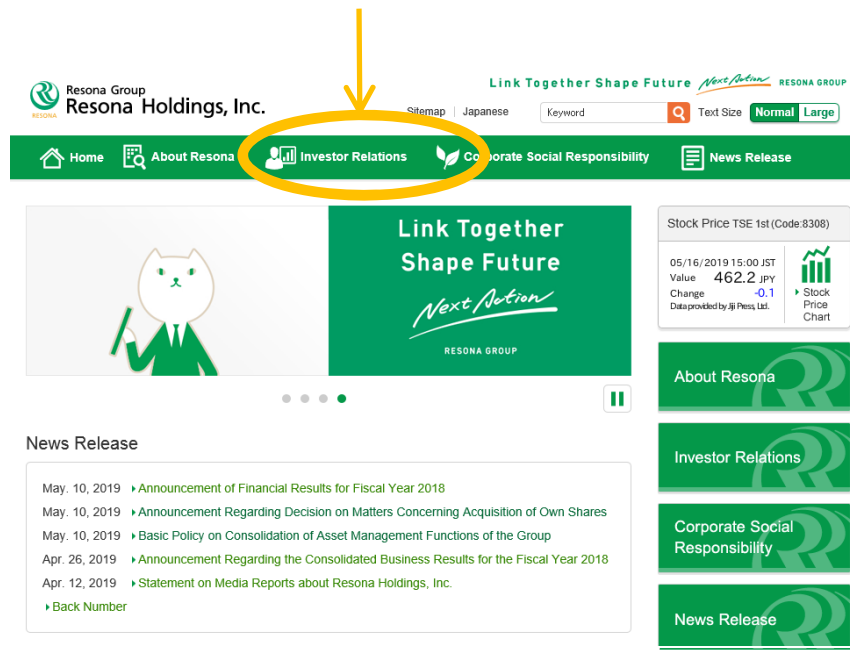 Link Together Shape Future Next Action RESONA GROUP
Resona Group
Resona Holdings, Inc.
RESONA
Sitemap Japanese Keyword Text Size Normal Large
Home About Resona Investor Relations Corporate Social Responsibility News Release
Link Together
Shape Future
Next Action
RESONA GROUP
Stock Price TSE 1st (Code:8308)
05/16/2019 15:00 JST
Value 462.2 JPY
Change -0.1
Data provided by Jiji Press, Ltd.
Stock
Price
Chart
About Resona
Investor Relations
Corporate Social
Responsibility
News Release
News Release
May. 10, 2019 Announcement of Financial Results for Fiscal Year 2018
May. 10, 2019 Announcement Regarding Decision on Matters Concerning Acquisition of Own Shares
May. 10, 2019 Basic Policy on Consolidation of Asset Management Functions of the Group
Apr. 26, 2019 Announcement Regarding the Consolidated Business Results for the Fiscal Year 2018
Apr. 12, 2019 Statement on Media Reports about Resona Holdings, Inc.
Back Number